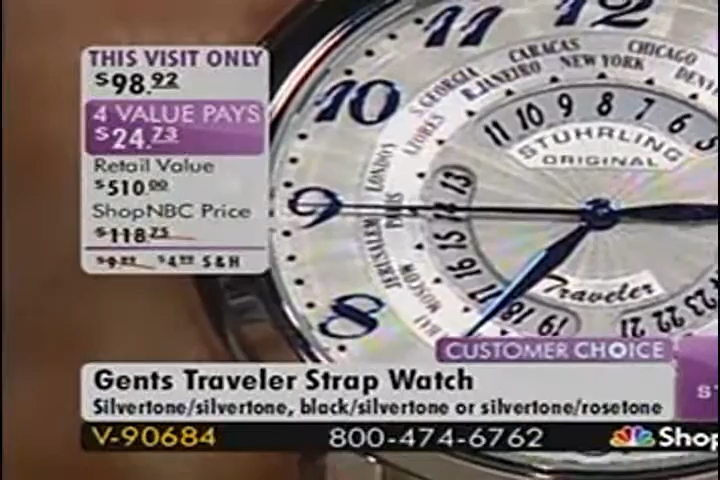 THIS VISIT ONLY
$98.92
4 VALUE PAYS
$24.73
Retail Value
$510.00
ShopNBC Price
$118.75
S & H
11
12
10
9
8
S GEORGIA
R.JANEIRO
CARACAS
NEW YORK
CHICAGO
AZORES
LONDON
PARIS
JERUSALEM
MOSCOW
11 10 9 8 7 6
13
14
15
16
17
18
19
21
22
23
STUHRLING
ORIGINAL
Traveler
CUSTOMER CHOICE
Gents Traveler Strap Watch
Silvertone/silvertone, black/silvertone or silvertone/rosetone
V-90684 800-474-6762 Shop